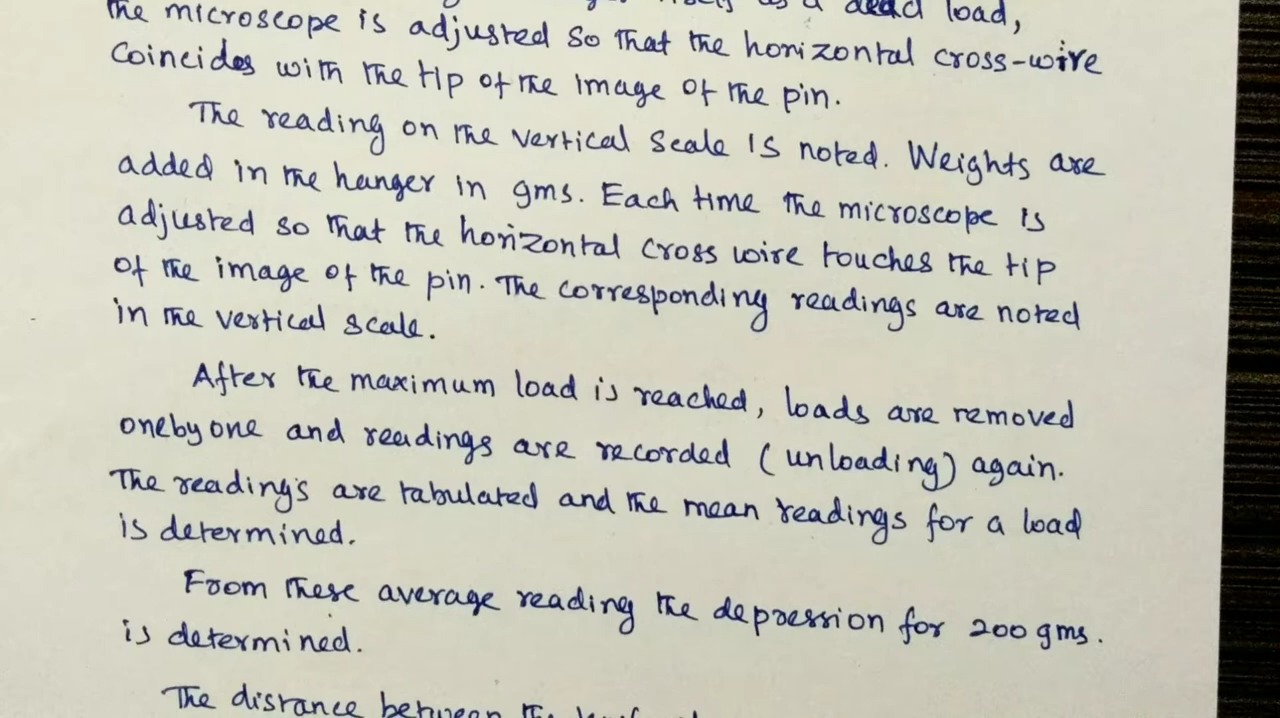 as a dead load,
the microscope is adjusted so that the horizontal cross-wire
coincides with the tip of the image of the pin.
The reading on the vertical scale is noted. Weights are
added in the hanger in gms. Each time the microscope is
adjusted so that the horizontal cross wire touches the tip
of the image of the pin. The corresponding readings are noted
in the vertical scale.
After the maximum load is reached, loads are removed
onebyone and readings are recorded (unloading) again.
The readings are tabulated and the mean readings for a load
is determined.
From these average reading the depression for 200 gms.
is determined.
The distance between the